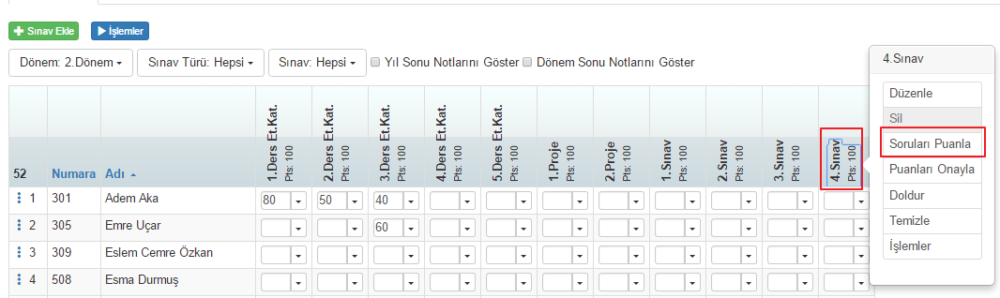 Sınav Ekle İşlemler
Dönem: 2.Dönem Sınav Türü: Hepsi Sınav: Hepsi Yıl Sonu Notlarını Göster Dönem Sonu Notlarını Göster
52 Numara Adı 1.Ders Et.Kat. Pts: 100 2.Ders Et.Kat. Pts: 100 3.Ders Et.Kat. Pts: 100 4.Ders Et.Kat. Pts: 100 5.Ders Et.Kat. Pts: 100 1.Proje Pts: 100 2.Proje Pts: 100 1.Sınav Pts: 100 2.Sınav Pts: 100 3.Sınav Pts: 100 4.Sınav Pts: 100
1 301 Adem Aka 80 50 40
2 305 Emre Uçar 60
3 309 Eslem Cemre Özkan
4 508 Esma Durmuş
4.Sınav
Düzenle
Sil
Soruları Puanla
Puanları Onayla
Doldur
Temizle
İşlemler